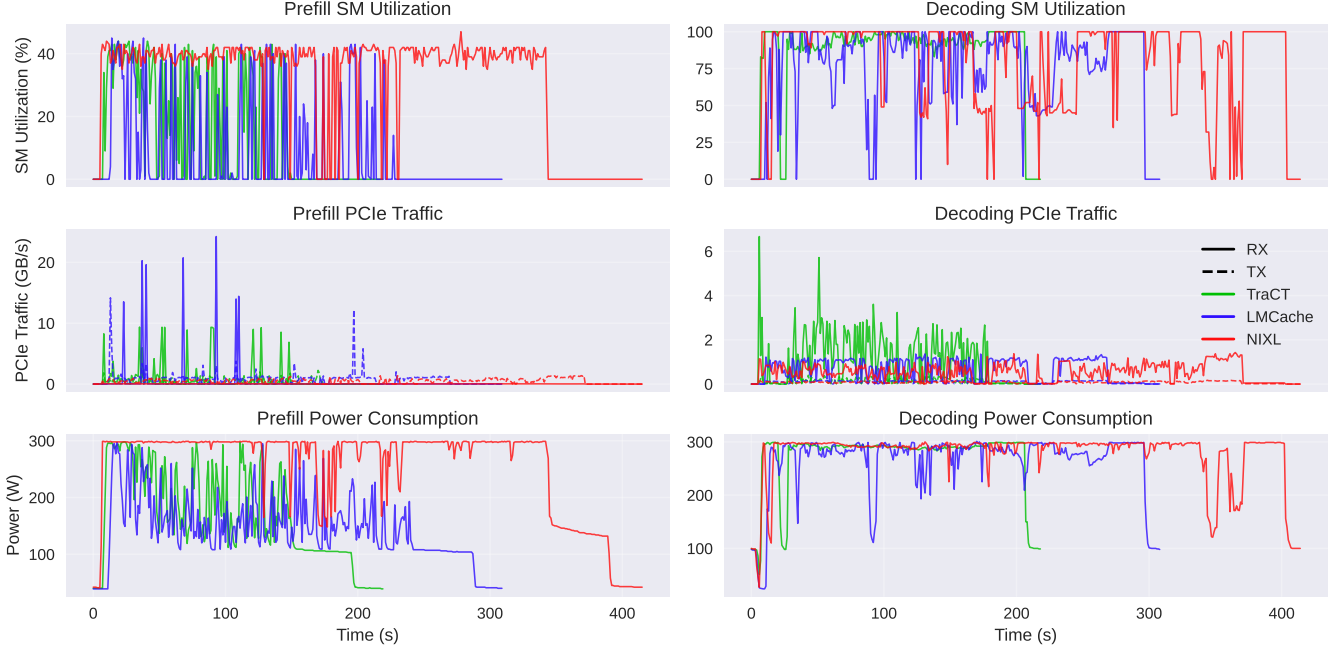 Prefill SM Utilization
Decoding SM Utilization
SM Utilization (%)
40
20
0
100
75
50
25
0
Prefill PCIe Traffic
Decoding PCIe Traffic
PCIe Traffic (GB/s)
20
10
0
6
4
2
0
RX
TX
TraCT
LMCache
NIXL
Prefill Power Consumption
Decoding Power Consumption
Power (W)
300
200
100
300
200
100
0 100 200 300 400
0 100 200 300 400
Time (s)
Time (s)